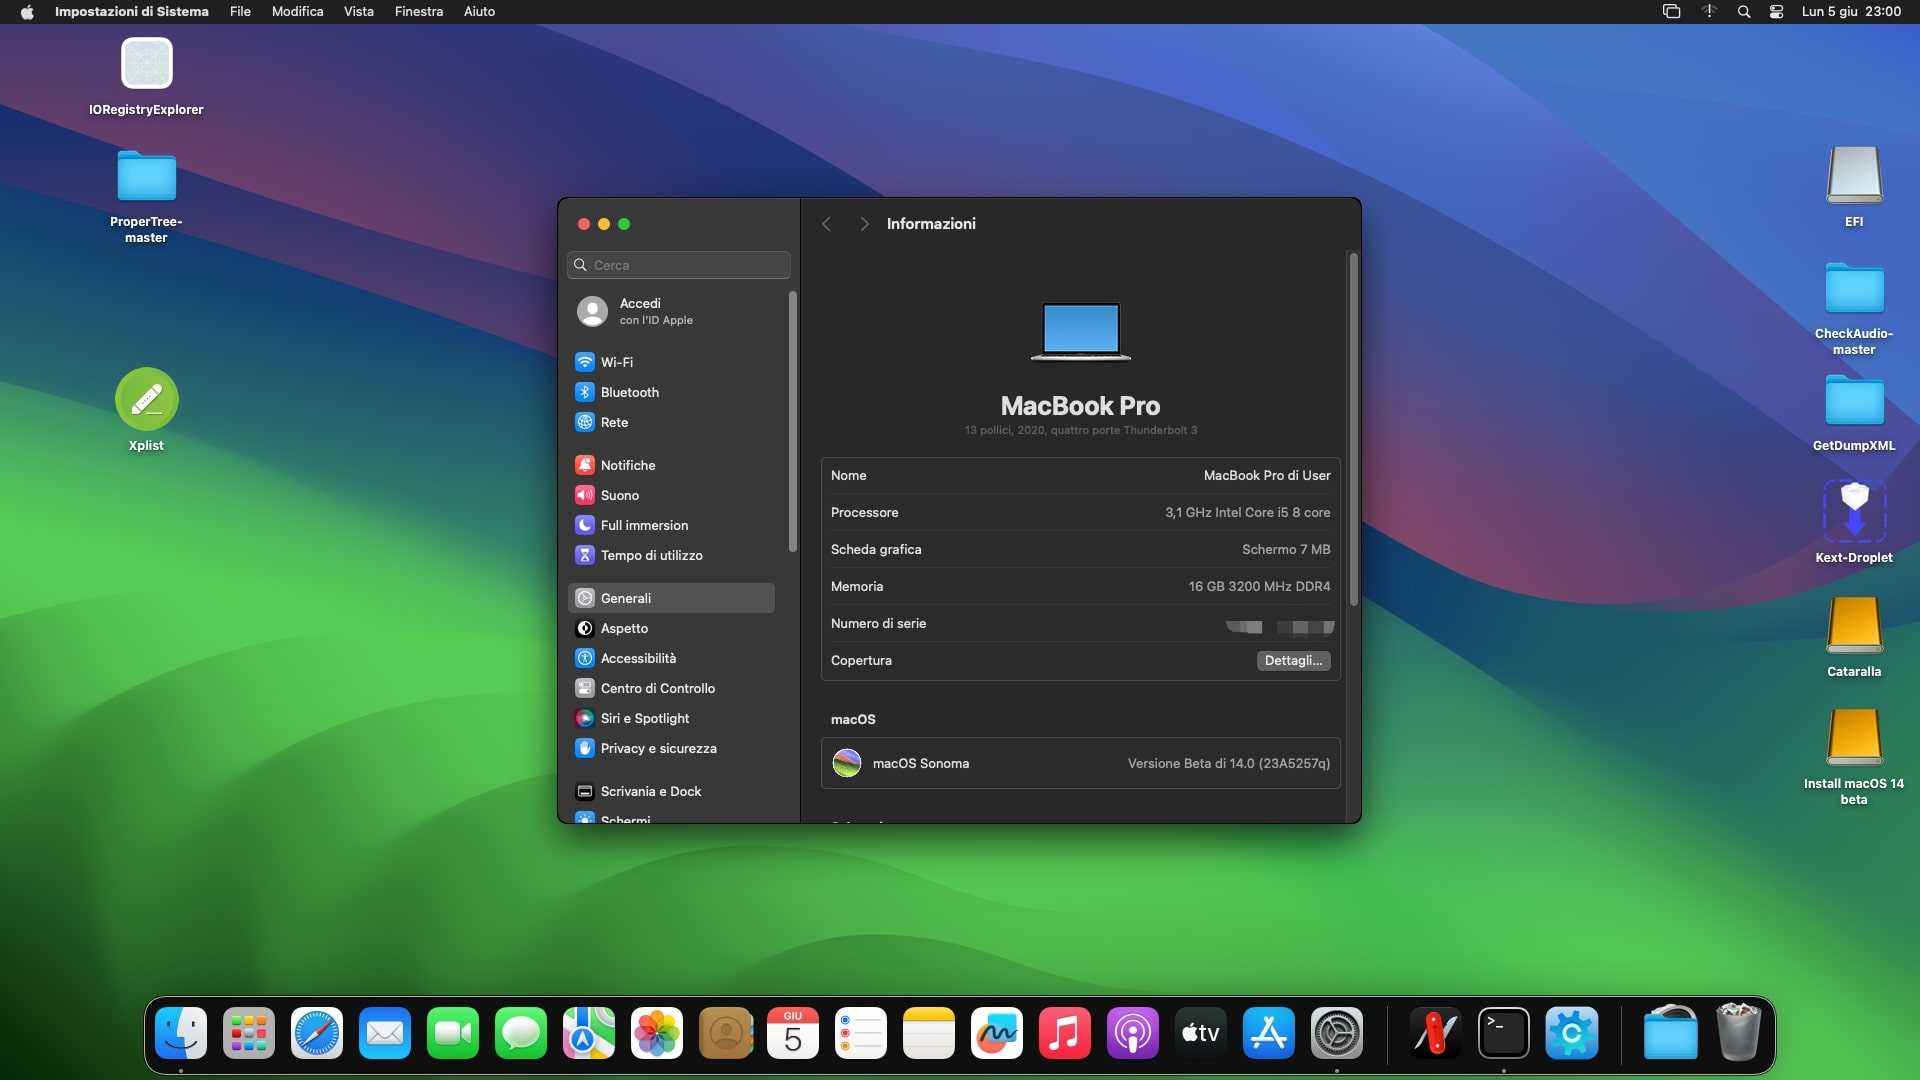 Impostazioni di Sistema File Modifica Vista Finestra Aiuto
Lun 5 giu 23:00
IORegistryExplorer
ProperTree-
master
Xplist
EFI
CheckAudio-
master
GetDumpXML
Kext-Droplet
Cataralla
Install macOS 14
beta
Cerca
Accedi
con l'ID Apple
Wi-Fi
Bluetooth
Rete
Notifiche
Suono
Full immersion
Tempo di utilizzo
Generali
Aspetto
Accessibilità
Centro di Controllo
Siri e Spotlight
Privacy e sicurezza
Scrivania e Dock
Schermi
Informazioni
MacBook Pro
13 pollici, 2020, quattro porte Thunderbolt 3
Nome MacBook Pro di User
Processore 3,1 GHz Intel Core i5 8 core
Scheda grafica Schermo 7 MB
Memoria 16 GB 3200 MHz DDR4
Numero di serie
Copertura Dettagli...
macOS
macOS Sonoma Versione Beta di 14.0 (23A5257q)
GIU
5
tv
>_